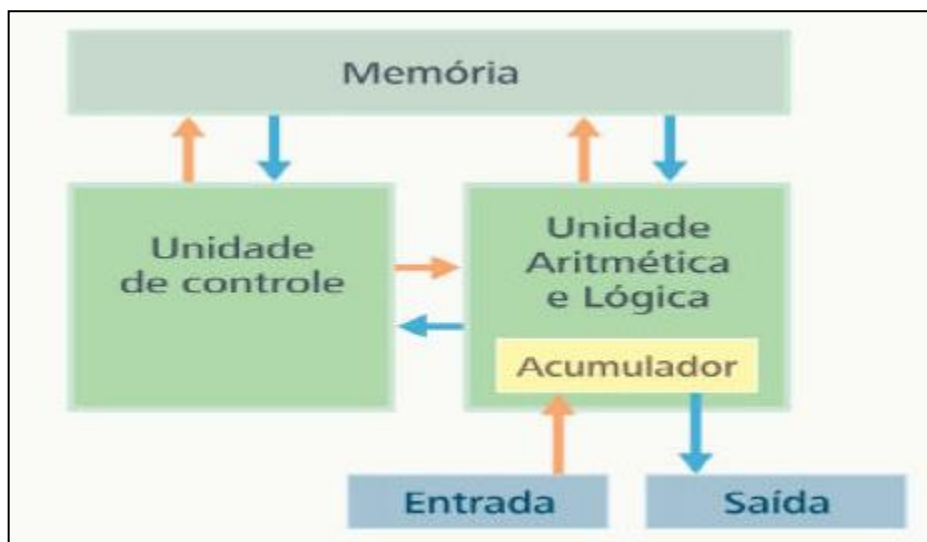 Memória
Unidade
de controle
Unidade
Aritmética
e Lógica
Acumulador
Entrada
Saída